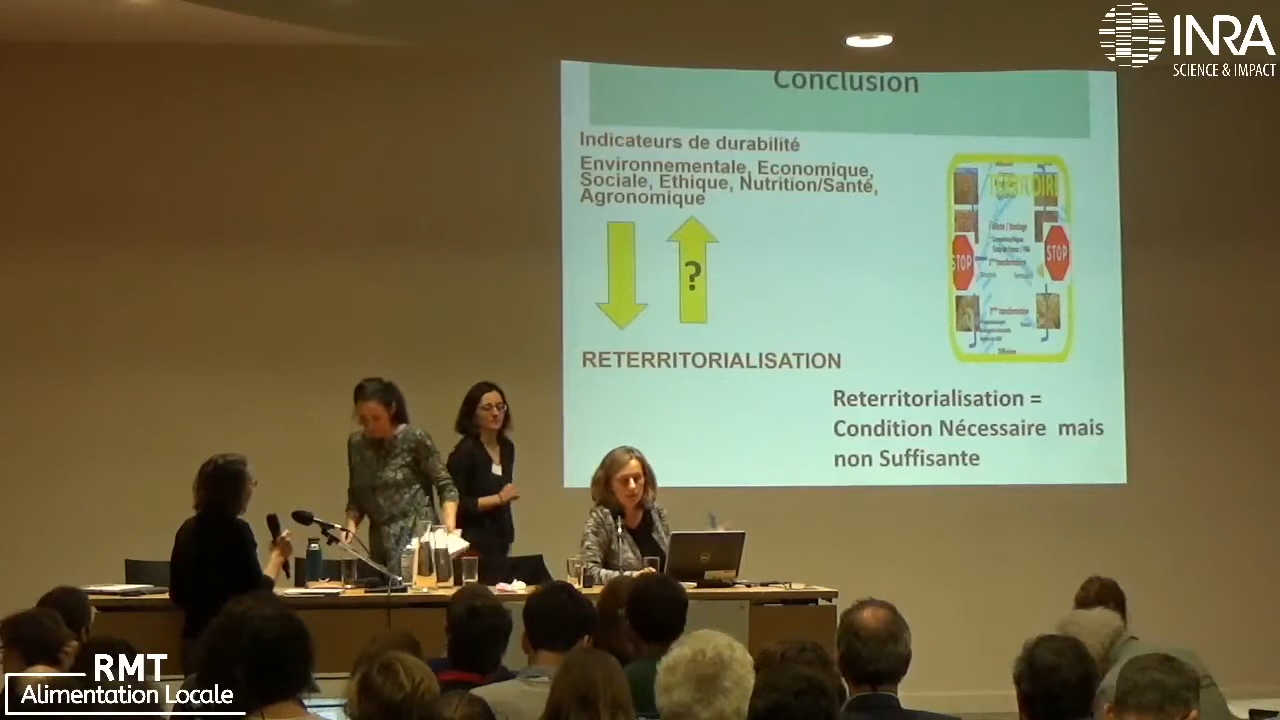 INRA
SCIENCE & IMPACT
Conclusion
Indicateurs de durabilité
Environnementale, Economique,
Sociale, Ethique, Nutrition/Santé,
Agronomique
?
STOP
STOP
RETERRITORIALISATION
Reterritorialisation =
Condition Nécessaire mais
non Suffisante
RMT
Alimentation Locale